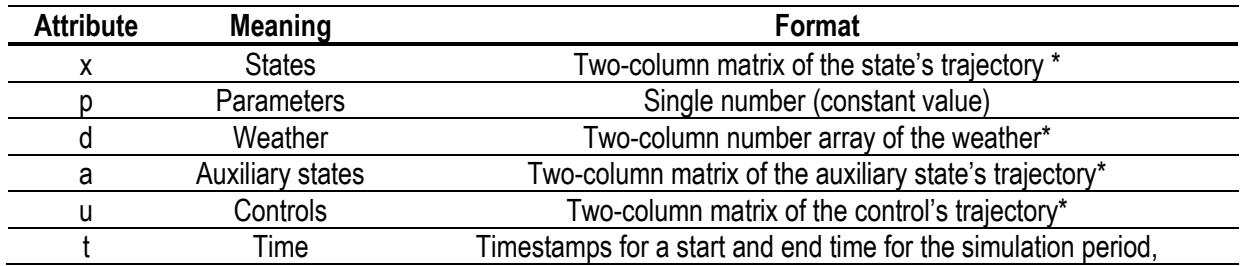 Attribute Meaning Format
x States Two-column matrix of the state’s trajectory *
p Parameters Single number (constant value)
d Weather Two-column number array of the weather*
a Auxiliary states Two-column matrix of the auxiliary state’s trajectory*
u Controls Two-column matrix of the control’s trajectory*
t Time Timestamps for a start and end time for the simulation period,